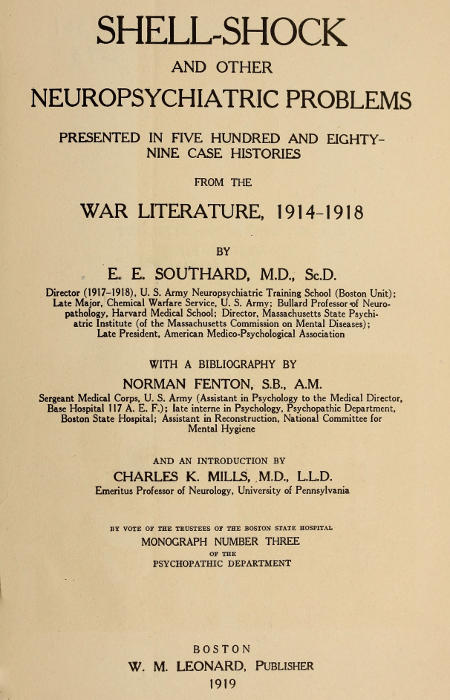 SHELL-SHOCK
AND OTHER
NEUROPSYCHIATRIC PROBLEMS
PRESENTED IN FIVE HUNDRED AND EIGHTY-
NINE CASE HISTORIES
FROM THE
WAR LITERATURE, 1914-1918
BY
E. E. SOUTHARD, M.D., Sc.D.
Director (1917-1918), U. S. Army Neuropsychiatric Training School (Boston Unit);
Late Major, Chemical Warfare Service, U. S. Army; Bullard Professor of Neuro-
pathology, Harvard Medical School; Director, Massachusetts State Psychi-
atric Institute (of the Massachusetts Commission on Mental Diseases);
Late President, American Medico-Psychological Association
WITH A BIBLIOGRAPHY BY
NORMAN FENTON, S.B., A.M.
Sergeant Medical Corps, U. S. Army (Assistant in Psychology to the Medical Director,
Base Hospital 117 A. E. F.); late interne in Psychology, Psychopathic Department,
Boston State Hospital; Assistant in Reconstruction, National Committee for
Mental Hygiene
AND AN INTRODUCTION BY
CHARLES K. MILLS, M.D., L.L.D.
Emeritus Professor of Neurology, University of Pennsylvania
BY VOTE OF THE TRUSTEES OF THE BOSTON STATE HOSPITAL
MONOGRAPH NUMBER THREE
OF THE
PSYCHOPATHIC DEPARTMENT
BOSTON
W. M. LEONARD, PUBLISHER
1919